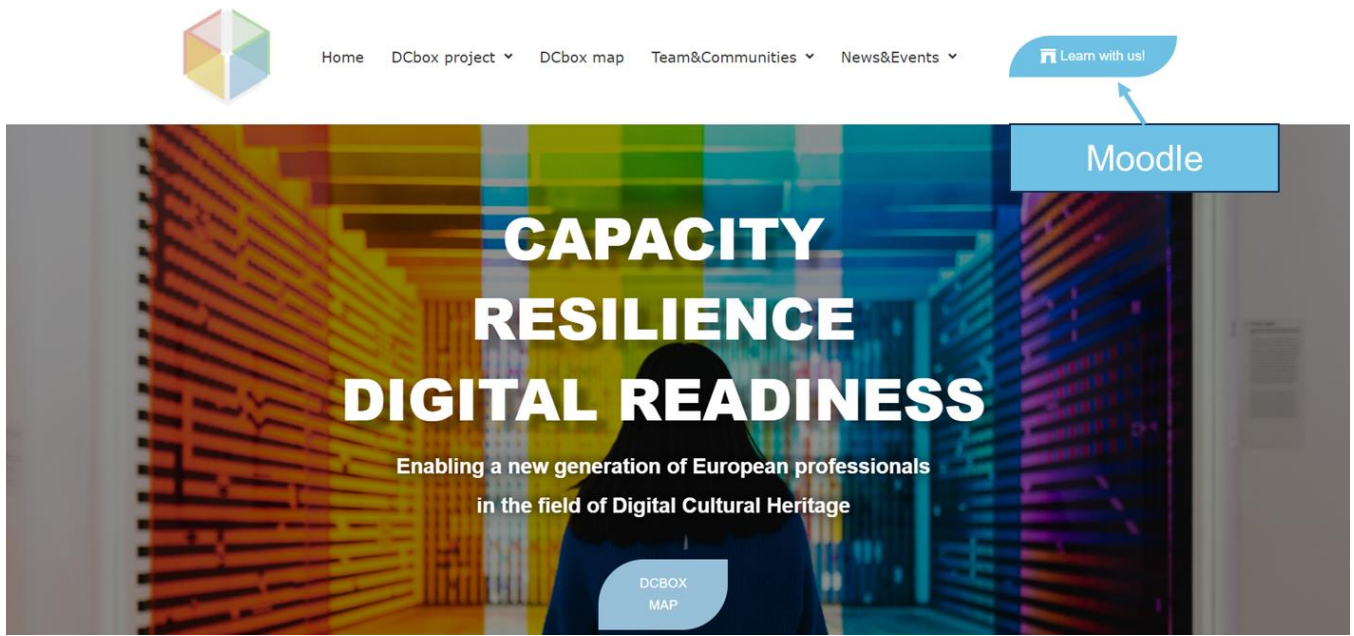 Home DCbox project DCbox map Team&Communities News&Events Learn with us!
Moodle
CAPACITY
RESILIENCE
DIGITAL READINESS
Enabling a new generation of European professionals
in the field of Digital Cultural Heritage
DCBOX
MAP